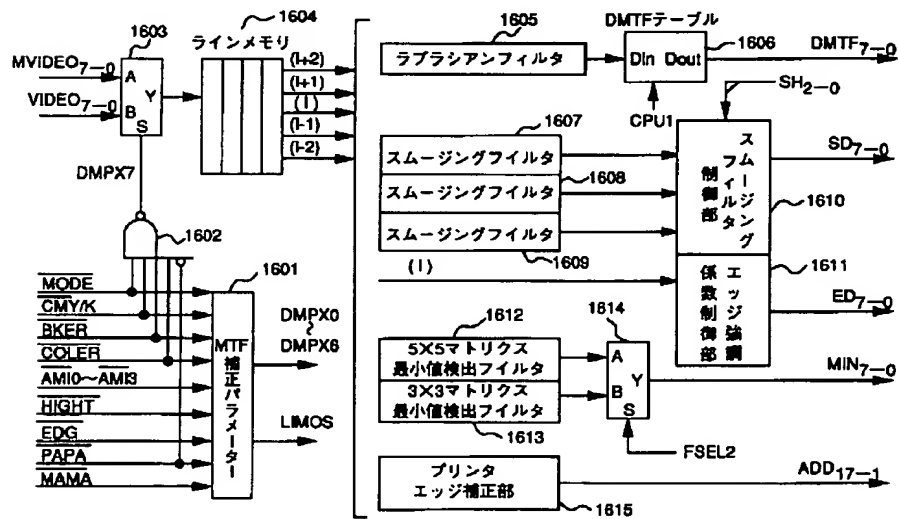 1603
1604
ラインメモリ
MVIDEO7-0
VIDEO7-0
A
B
Y
S
(I+2)
(I+1)
(I)
(I-1)
(I-2)
DMPX7
1602
MODE
CMY/K
BKER
COLER
AMI0~AMI3
HIGHT
EDG
PAPA
MAMA
1601
MTF補正パラメーター
DMPX0
~
DMPX6
LIMOS
1605
ラブラシアンフィルタ
DMTFテーブル
Din Dout
1606
DMTF7-0
CPU1
SH2-0
1607
スムージングフイルタ
スムージングフイルタ
1608
スムージングフイルタ
1609
スムージング
フィルタ
制御部
SD7-0
1610
(I)
エッジ強調
係数制御部
1611
ED7-0
1612
5×5マトリクス
最小値検出フイルタ
3×3マトリクス
最小値検出フイルタ
1613
1614
A
B
Y
S
MIN7-0
FSEL2
プリンタ
エッジ補正部
1615
ADD17-1